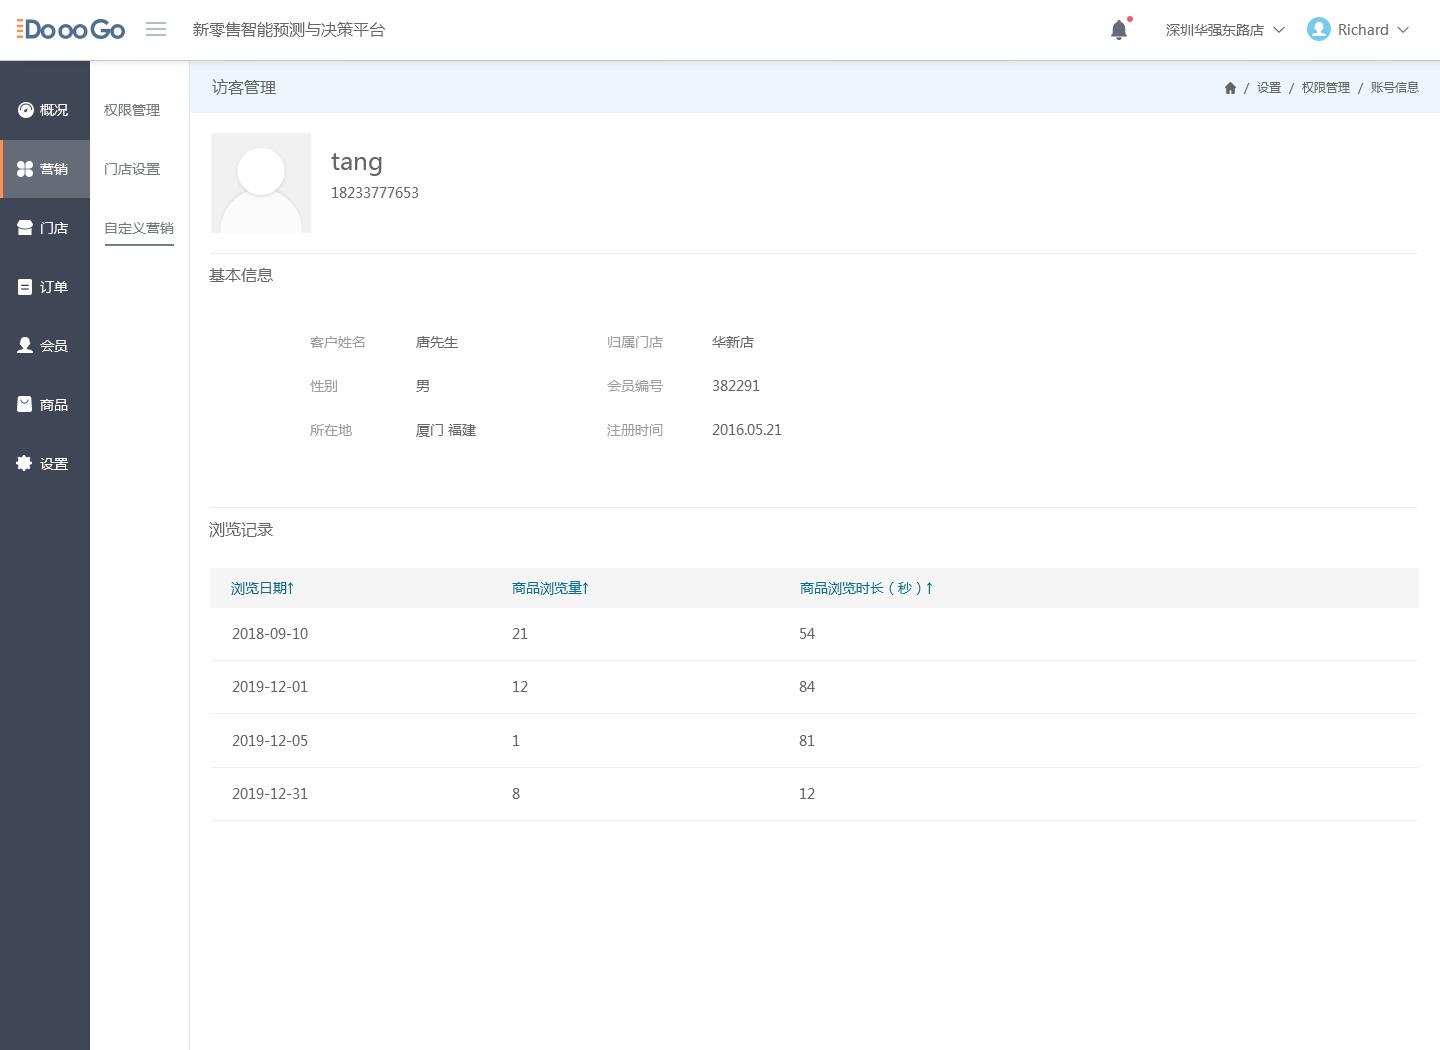 DoooGo 新零售智能预测与决策平台 深圳华强东路店 Richard
访客管理 / 设置 / 权限管理 / 账号信息
概况
营销
门店
订单
会员
商品
设置
权限管理
门店设置
自定义营销
tang
18233777653
基本信息
客户姓名 唐先生 归属门店 华新店
性别 男 会员编号 382291
所在地 厦门 福建 注册时间 2016.05.21
浏览记录
浏览日期↑ 商品浏览量↑ 商品浏览时长（秒）↑
2018-09-10 21 54
2019-12-01 12 84
2019-12-05 1 81
2019-12-31 8 12